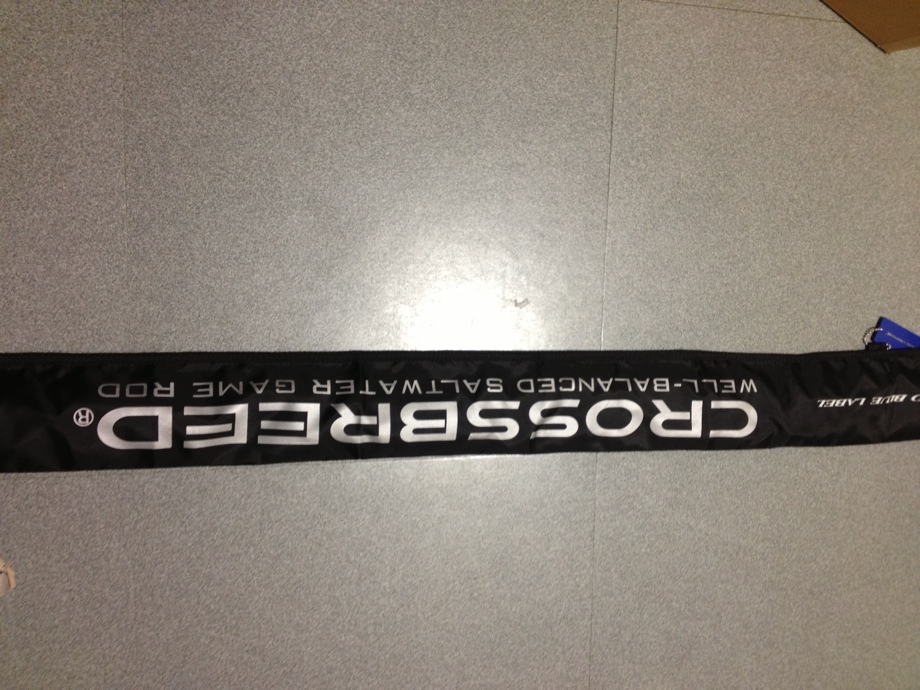 CROSSBREED®
WELL-BALANCED SALTWATER GAME ROD
BLUE LABEL